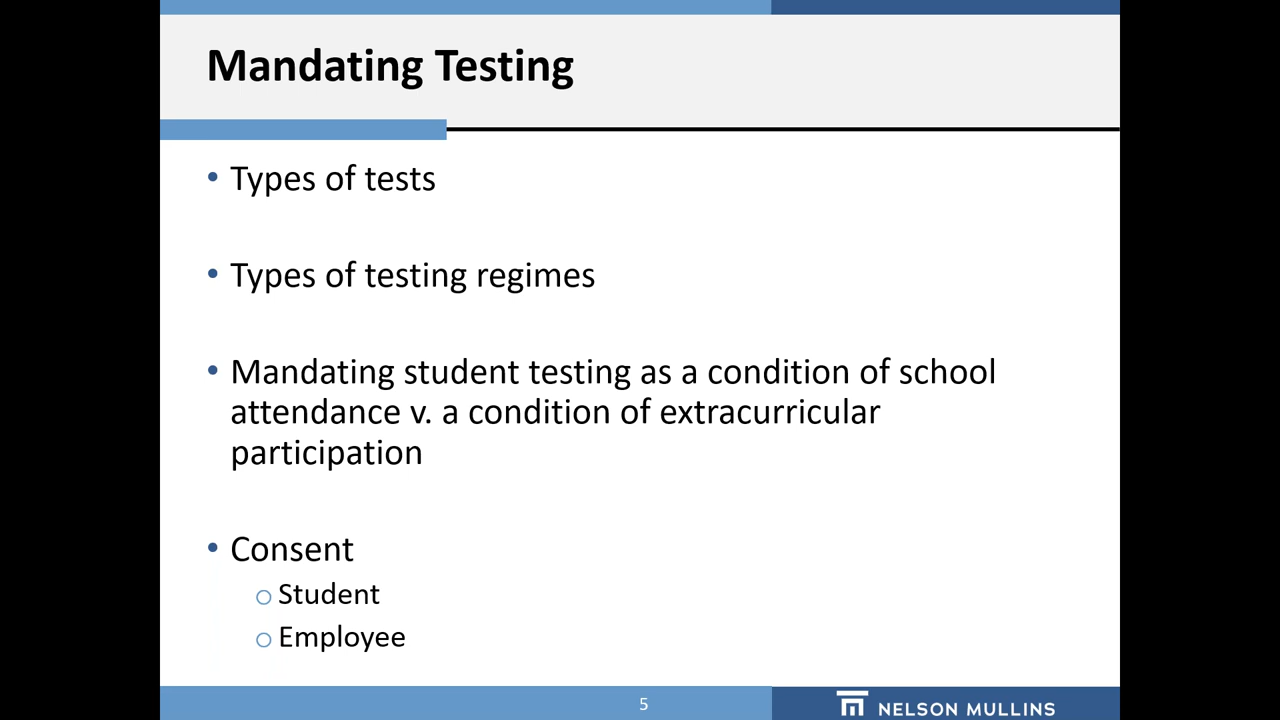 Mandating Testing
• Types of tests
• Types of testing regimes
• Mandating student testing as a condition of school
attendance v. a condition of extracurricular
participation
• Consent
o Student
o Employee
5
NELSON MULLINS